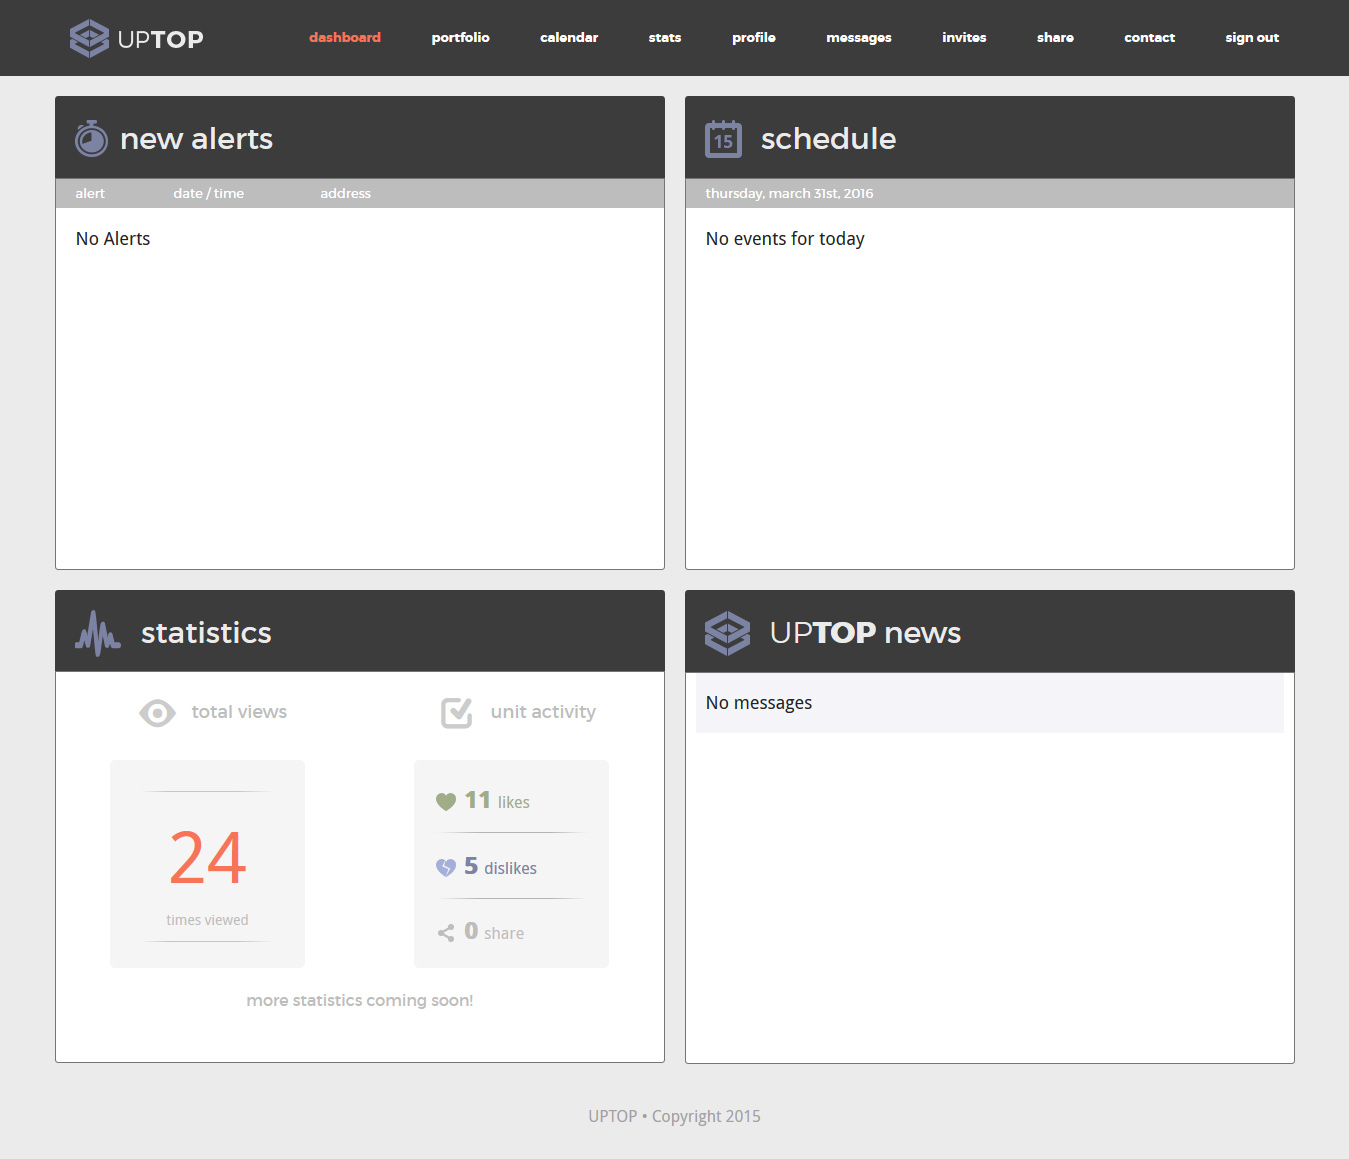 UPTOP dashboard portfolio calendar stats profile messages invites share contact sign out
new alerts
alert date / time address
No Alerts
15 schedule
thursday, march 31st, 2016
No events for today
statistics
total views
24
times viewed
unit activity
11 likes
5 dislikes
0 share
more statistics coming soon!
UPTOP news
No messages
UPTOP • Copyright 2015